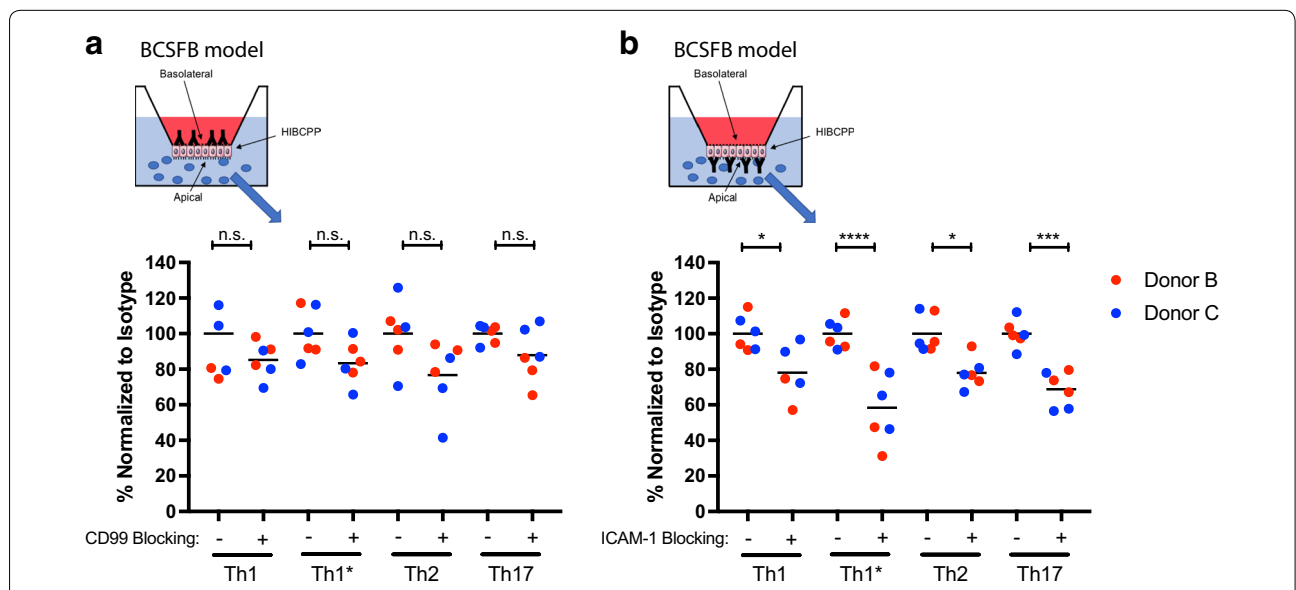 a
BCSFB model
Basolateral
HIBCPP
Apical
n.s. n.s. n.s. n.s.
% Normalized to Isotype
140
120
100
80
60
40
20
0
CD99 Blocking: - + - + - + - +
Th1 Th1* Th2 Th17
b
BCSFB model
Basolateral
HIBCPP
Apical
* **** * ***
% Normalized to Isotype
140
120
100
80
60
40
20
0
ICAM-1 Blocking: - + - + - + - +
Th1 Th1* Th2 Th17
Donor B
Donor C